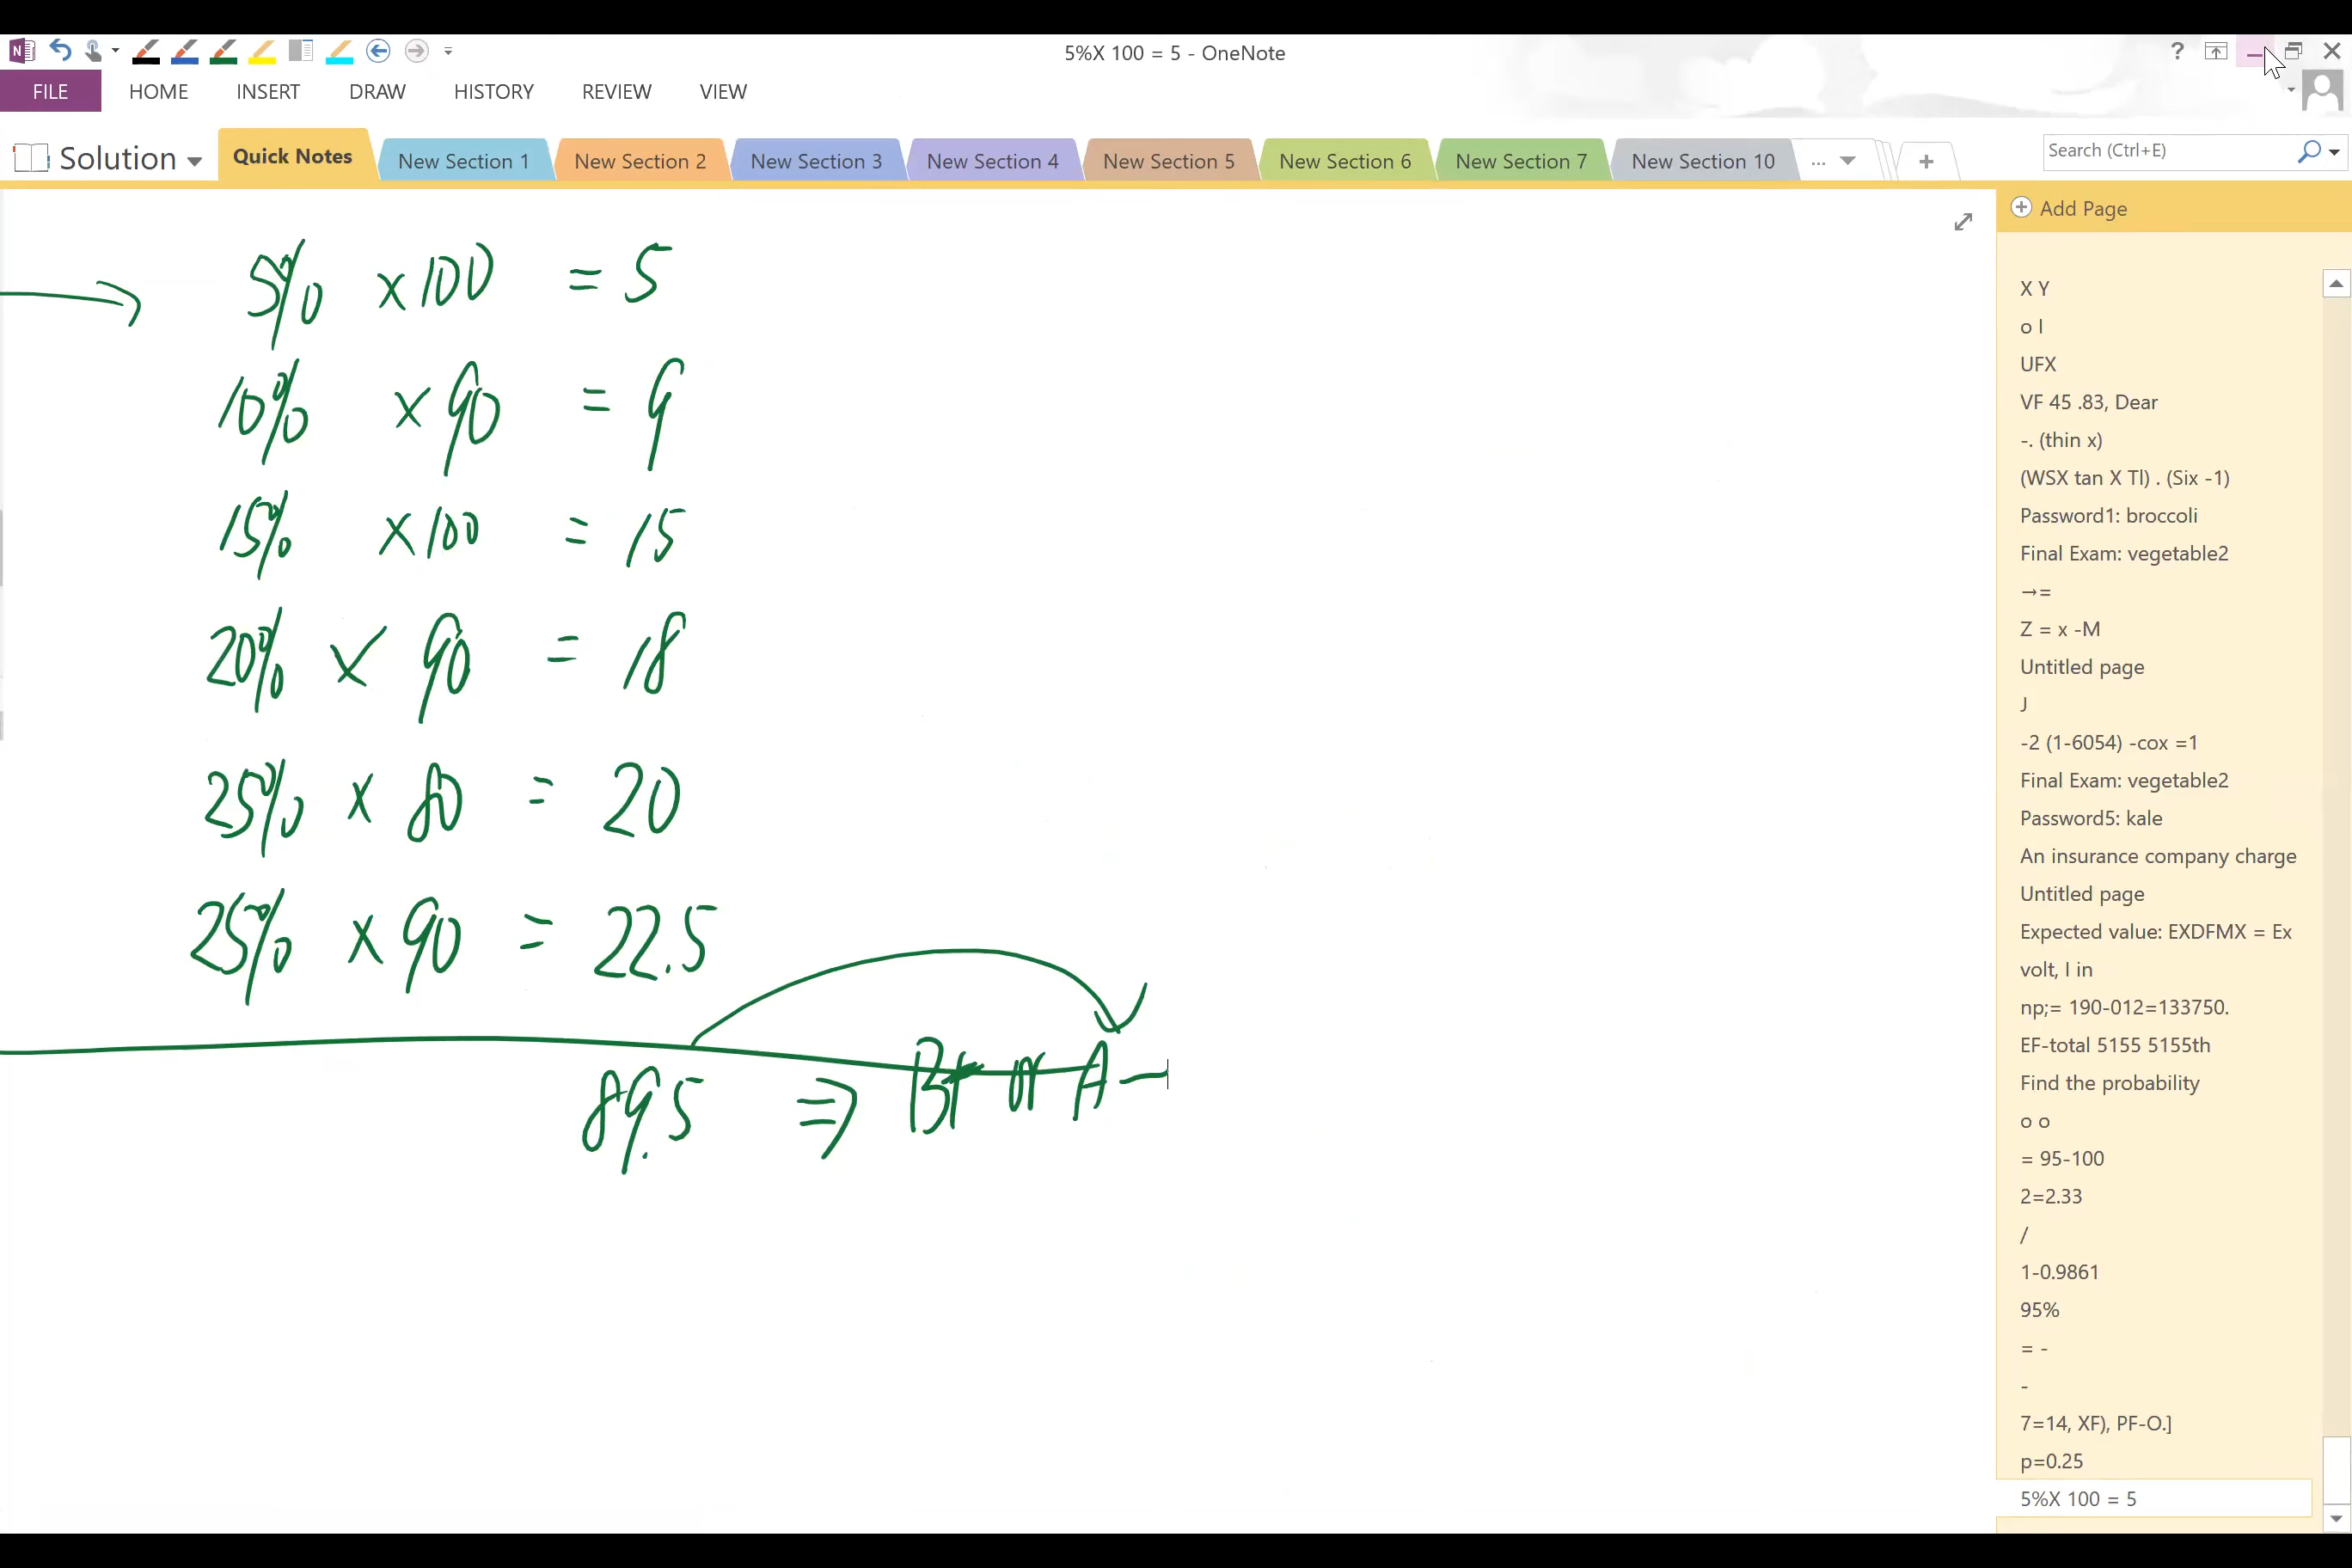 5%X 100 = 5 - OneNote
?
FILE HOME INSERT DRAW HISTORY REVIEW VIEW
Solution Quick Notes New Section 1 New Section 2 New Section 3 New Section 4 New Section 5 New Section 6 New Section 7 New Section 10 ... + Search (Ctrl+E)
5% x 100 = 5
10% x 90 = 9
15% x 100 = 15
20% x 90 = 18
25% x 80 = 20
25% x 90 = 22.5
89.5 ⇒ B+ or A-
Add Page
X Y
o l
UFX
VF 45 .83, Dear
-. (thin x)
(WSX tan X Tl) . (Six -1)
Password1: broccoli
Final Exam: vegetable2
→=
Z = x -M
Untitled page
J
-2 (1-6054) -cox =1
Final Exam: vegetable2
Password5: kale
An insurance company charge
Untitled page
Expected value: EXDFMX = Ex
volt, l in
np;= 190-012=133750.
EF-total 5155 5155th
Find the probability
o o
= 95-100
2=2.33
/
1-0.9861
95%
= -
-
7=14, XF), PF-O.]
p=0.25
5%X 100 = 5